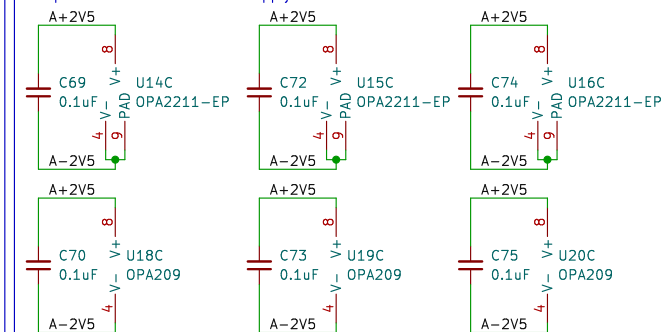 A+2V5 A+2V5 A+2V5
8 8 8
C69 V+ U14C C72 V+ U15C C74 V+ U16C
0.1uF V- PAD OPA2211-EP 0.1uF V- PAD OPA2211-EP 0.1uF V- PAD OPA2211-EP
4 9 4 9 4 9
A-2V5 A-2V5 A-2V5
A+2V5 A+2V5 A+2V5
8 8 8
C70 V+ U18C C73 V+ U19C C75 V+ U20C
0.1uF V- OPA209 0.1uF V- OPA209 0.1uF V- OPA209
4 4 4
A-2V5 A-2V5 A-2V5